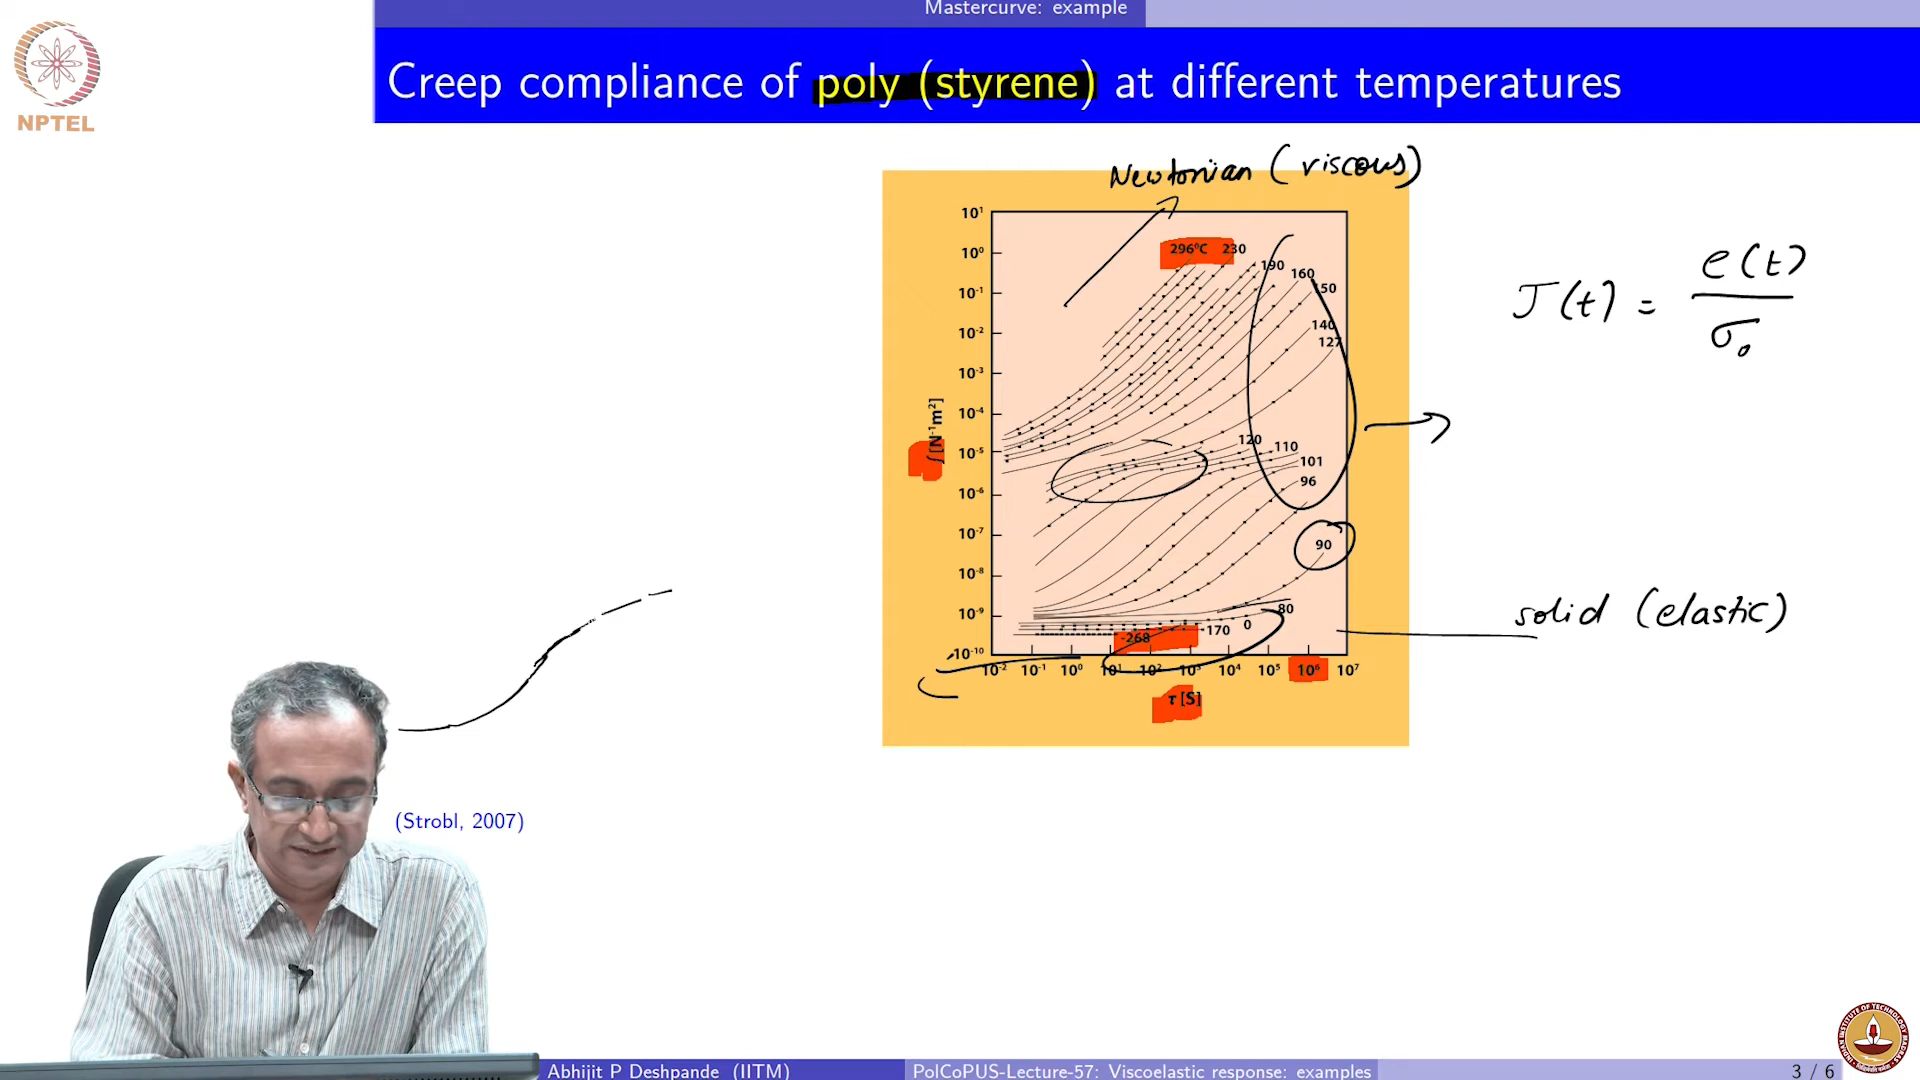 Mastercurve: example
NPTEL
Creep compliance of poly (styrene) at different temperatures
Newtonian (viscous)
10¹
10⁰
10⁻¹
10⁻²
10⁻³
10⁻⁴
10⁻⁵
10⁻⁶
10⁻⁷
10⁻⁸
10⁻⁹
10⁻¹⁰
296⁰C 230
190
160
150
140
127
120
110
101
96
90
80
0
-170
-268
∫ [N⁻¹m²]
10⁻² 10⁻¹ 10⁰ 10¹ 10² 10³ 10⁴ 10⁵ 10⁶ 10⁷
τ [S]
J(t) = e(t) / σ₀
solid (elastic)
(Strobl, 2007)
Abhijit P Deshpande (IITM)
PolCoPUS-Lecture-57: Viscoelastic response: examples
3 / 6